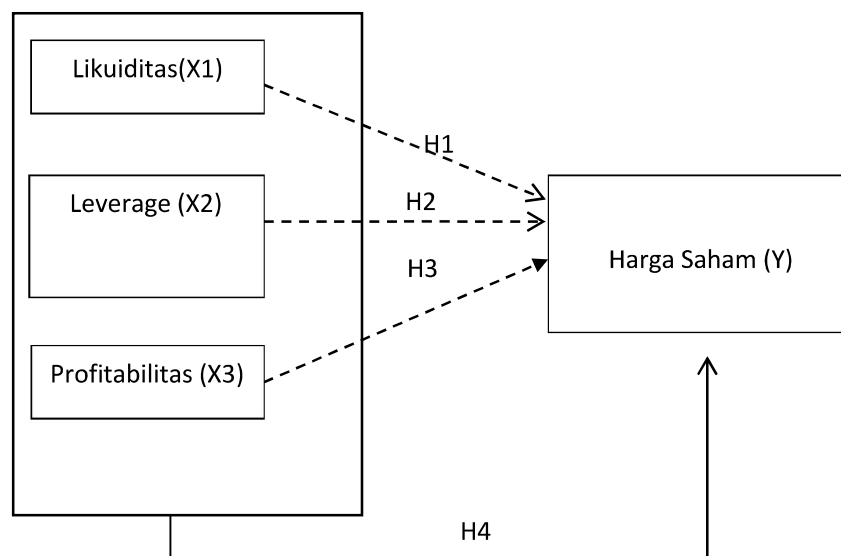 Likuiditas(X1)
H1
Leverage (X2)
H2
Harga Saham (Y)
H3
Profitabilitas (X3)
H4